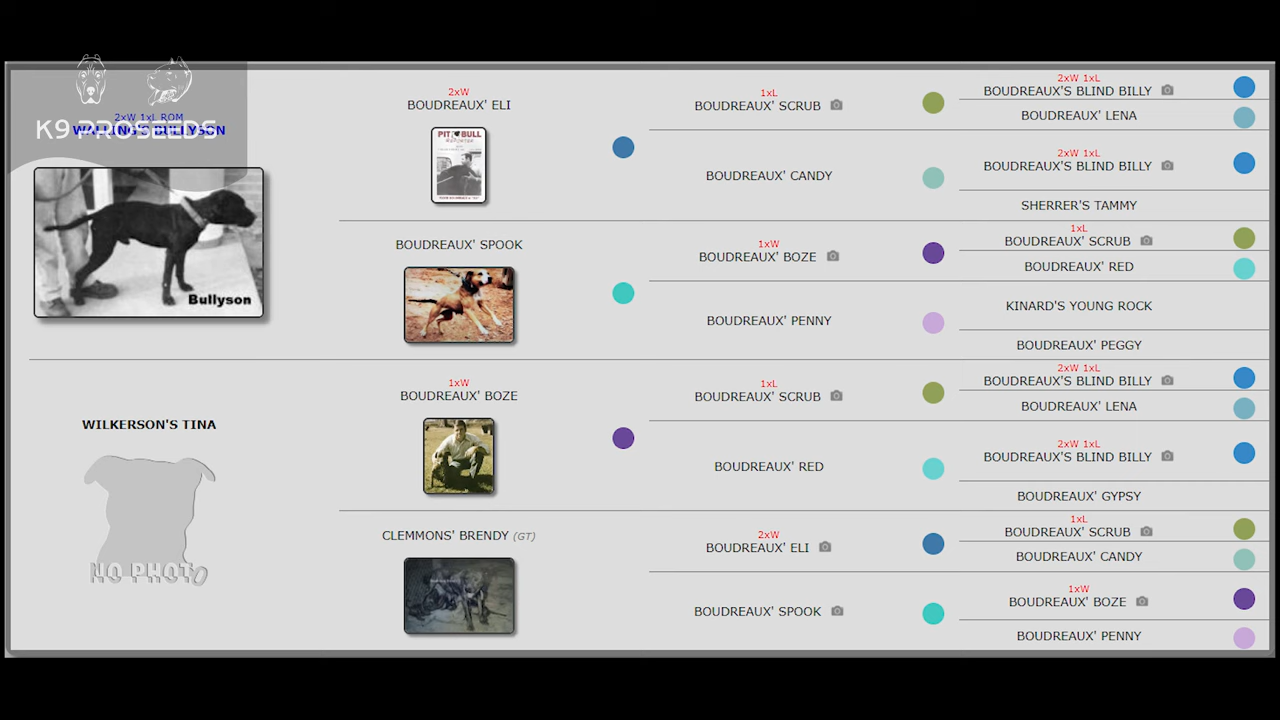 2xW 1xL ROM
WALLING'S BULLYSON
K9 PROSEEDS
Bullyson
WILKERSON'S TINA
NO PHOTO
2xW
BOUDREAUX' ELI
PIT BULL
REPORTER
BOUDREAUX' SPOOK
1xW
BOUDREAUX' BOZE
CLEMMONS' BRENDY (GT)
1xL
BOUDREAUX' SCRUB
BOUDREAUX' CANDY
1xW
BOUDREAUX' BOZE
BOUDREAUX' PENNY
1xL
BOUDREAUX' SCRUB
BOUDREAUX' RED
2xW
BOUDREAUX' ELI
BOUDREAUX' SPOOK
2xW 1xL
BOUDREAUX'S BLIND BILLY
BOUDREAUX' LENA
2xW 1xL
BOUDREAUX'S BLIND BILLY
SHERRER'S TAMMY
1xL
BOUDREAUX' SCRUB
BOUDREAUX' RED
KINARD'S YOUNG ROCK
BOUDREAUX' PEGGY
2xW 1xL
BOUDREAUX'S BLIND BILLY
BOUDREAUX' LENA
2xW 1xL
BOUDREAUX'S BLIND BILLY
BOUDREAUX' GYPSY
1xL
BOUDREAUX' SCRUB
BOUDREAUX' CANDY
1xW
BOUDREAUX' BOZE
BOUDREAUX' PENNY